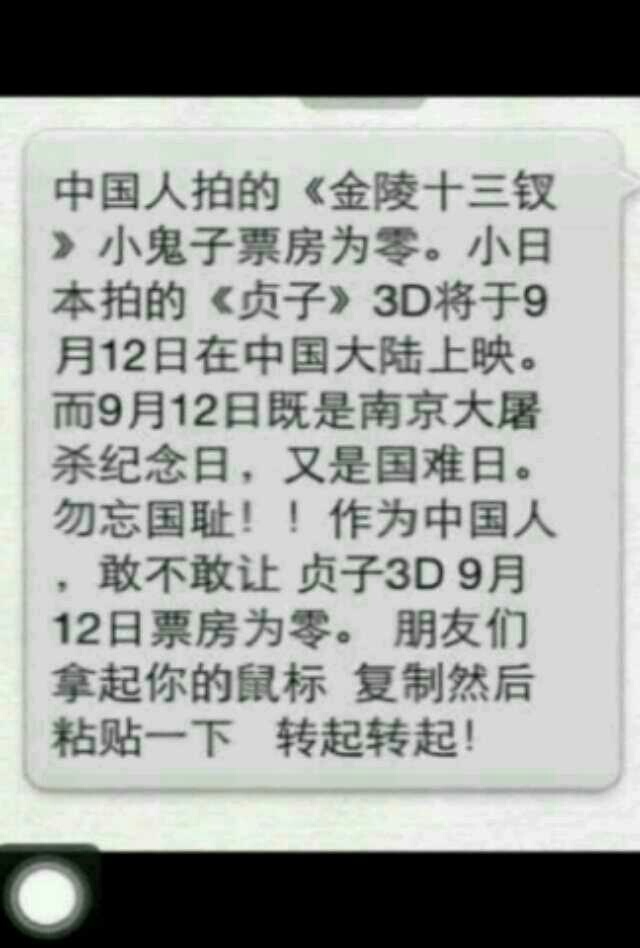 中国人拍的《金陵十三钗
》小鬼子票房为零。小日
本拍的《贞子》3D将于9
月12日在中国大陆上映。
而9月12日既是南京大屠
杀纪念日，又是国难日。
勿忘国耻！！作为中国人
，敢不敢让 贞子3D 9月
12日票房为零。 朋友们
拿起你的鼠标 复制然后
粘贴一下 转起转起！